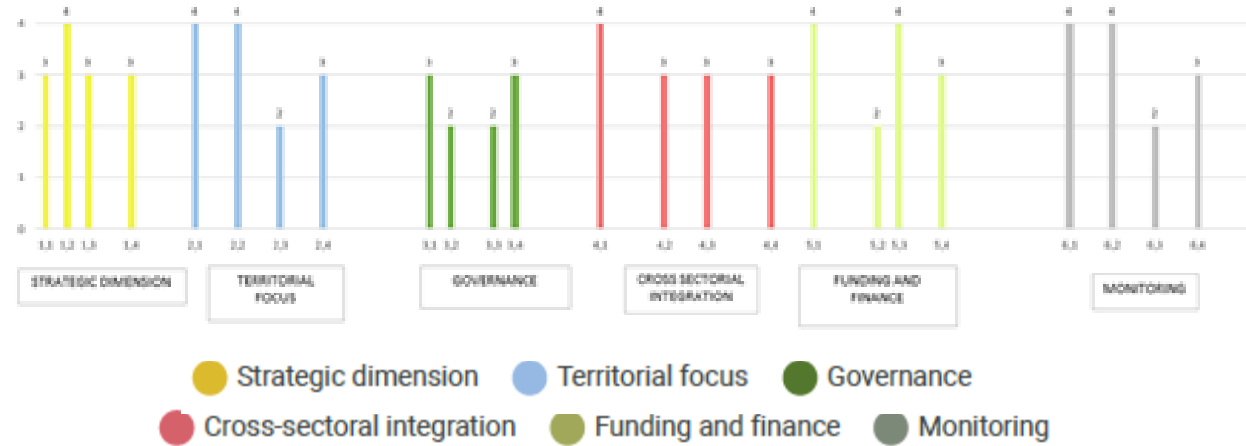 4 4 4 4 4 4 4 4
3 3 3 3 3 3 3 3 3 3 3
2 2 2 2 2
4
3
2
1
0
1,1 1,2 1,3 1,4 2,1 2,2 2,3 2,4 3,1 3,2 3,3 3,4 4,1 4,2 4,3 4,4 5,1 5,2 5,3 5,4 6,1 6,2 6,3 6,4
STRATEGIC DIMENSION
TERRITORIAL
FOCUS
GOVERNANCE
CROSS SECTORIAL
INTEGRATION
FUNDING AND
FINANCE
MONITORING
Strategic dimension Territorial focus Governance
Cross-sectoral integration Funding and finance Monitoring